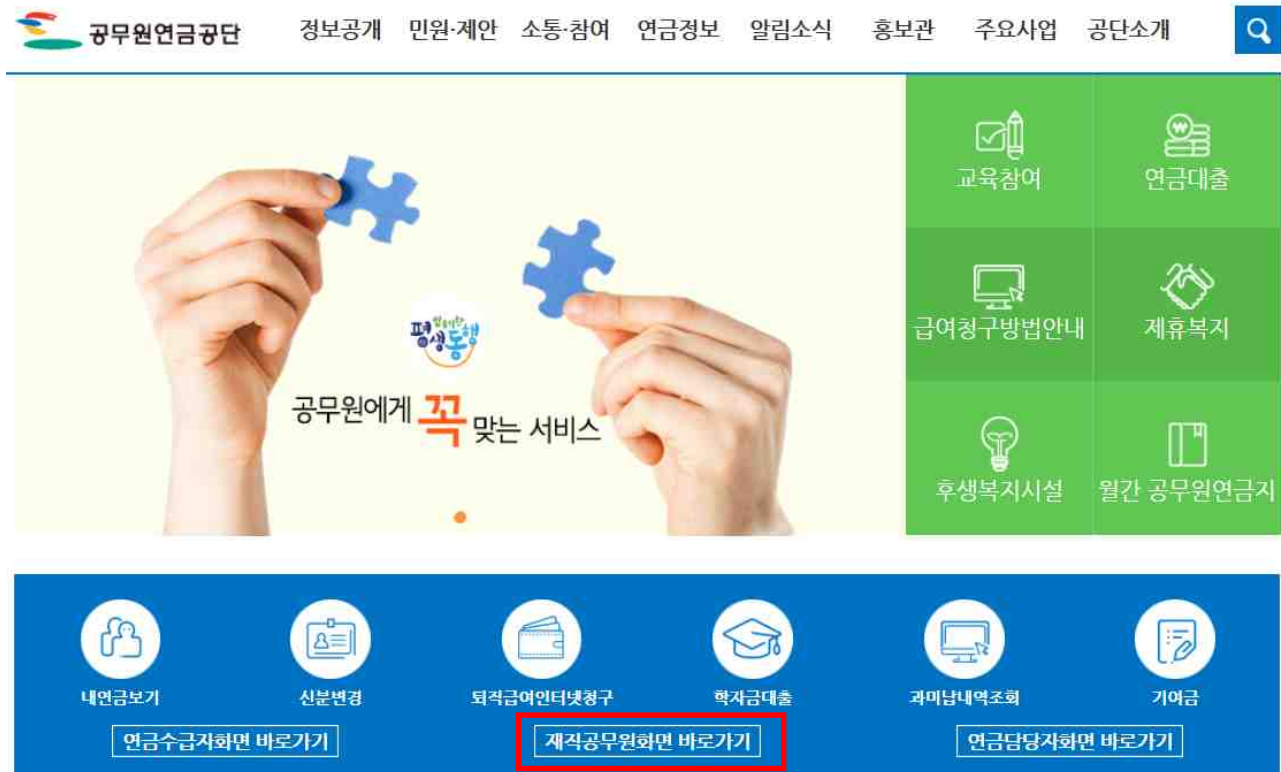 공무원연금공단 정보공개 민원·제안 소통·참여 연금정보 알림소식 홍보관 주요사업 공단소개
교육참여 연금대출
급여청구방법안내 제휴복지
평생동행
공무원에게 꼭 맞는 서비스
후생복지시설 월간 공무원연금지
내연금보기 신분변경 퇴직급여인터넷청구 학자금대출 과미납내역조회 기여금
연금수급자화면 바로가기 재직공무원화면 바로가기 연금담당자화면 바로가기